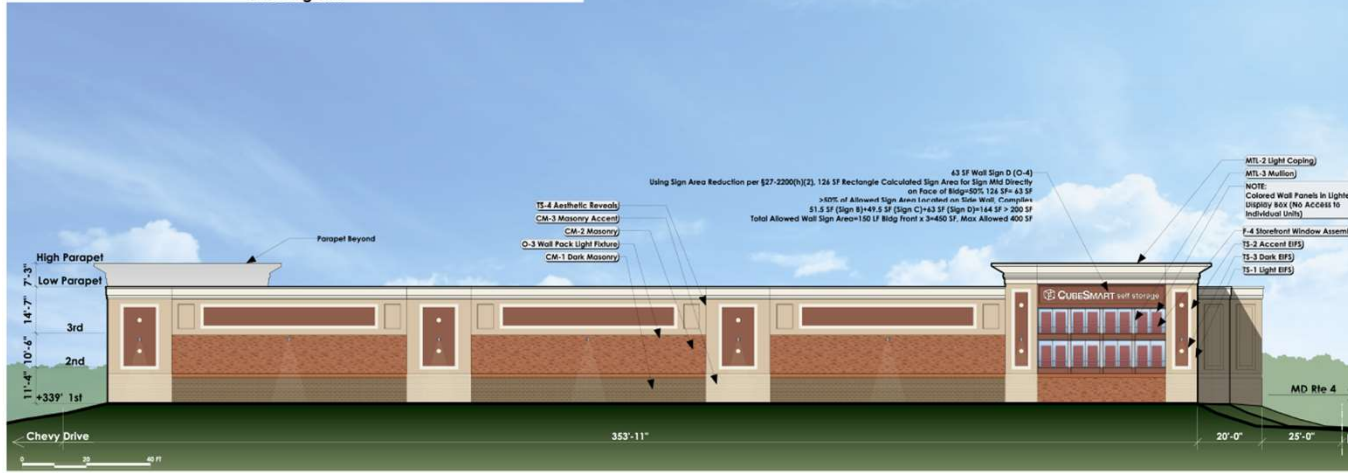 63 SF Wall Sign D (O-4)
Using Sign Area Reduction per §27-2200(h)(2), 126 SF Rectangle Calculated Sign Area for Sign Mtd Directly
on Face of Bldg=50% 126 SF= 63 SF
>50% of Allowed Sign Area Located on Side Wall, Complies
51.5 SF (Sign B)+49.5 SF (Sign C)+63 SF (Sign D)=164 SF > 200 SF
Total Allowed Wall Sign Area=150 LF Bldg Front x 3=450 SF, Max Allowed 400 SF
MTL-2 Light Coping
MTL-3 Mullion
NOTE:
Colored Wall Panels in Lighte
Display Box (No Access to
Individual Units)
F-4 Storefront Window Assembl
TS-2 Accent EIFS
TS-3 Dark EIFS
TS-1 Light EIFS
TS-4 Aesthetic Reveals
CM-3 Masonry Accent
CM-2 Masonry
O-3 Wall Pack Light Fixture
CM-1 Dark Masonry
Parapet Beyond
High Parapet
7'-3"
Low Parapet
14'-7"
3rd
10'-6"
2nd
11'-4"
+339' 1st
CUBESMART self storage
MD Rte 4
Chevy Drive
353'-11"
20'-0"
25'-0"
0 20 40 FT